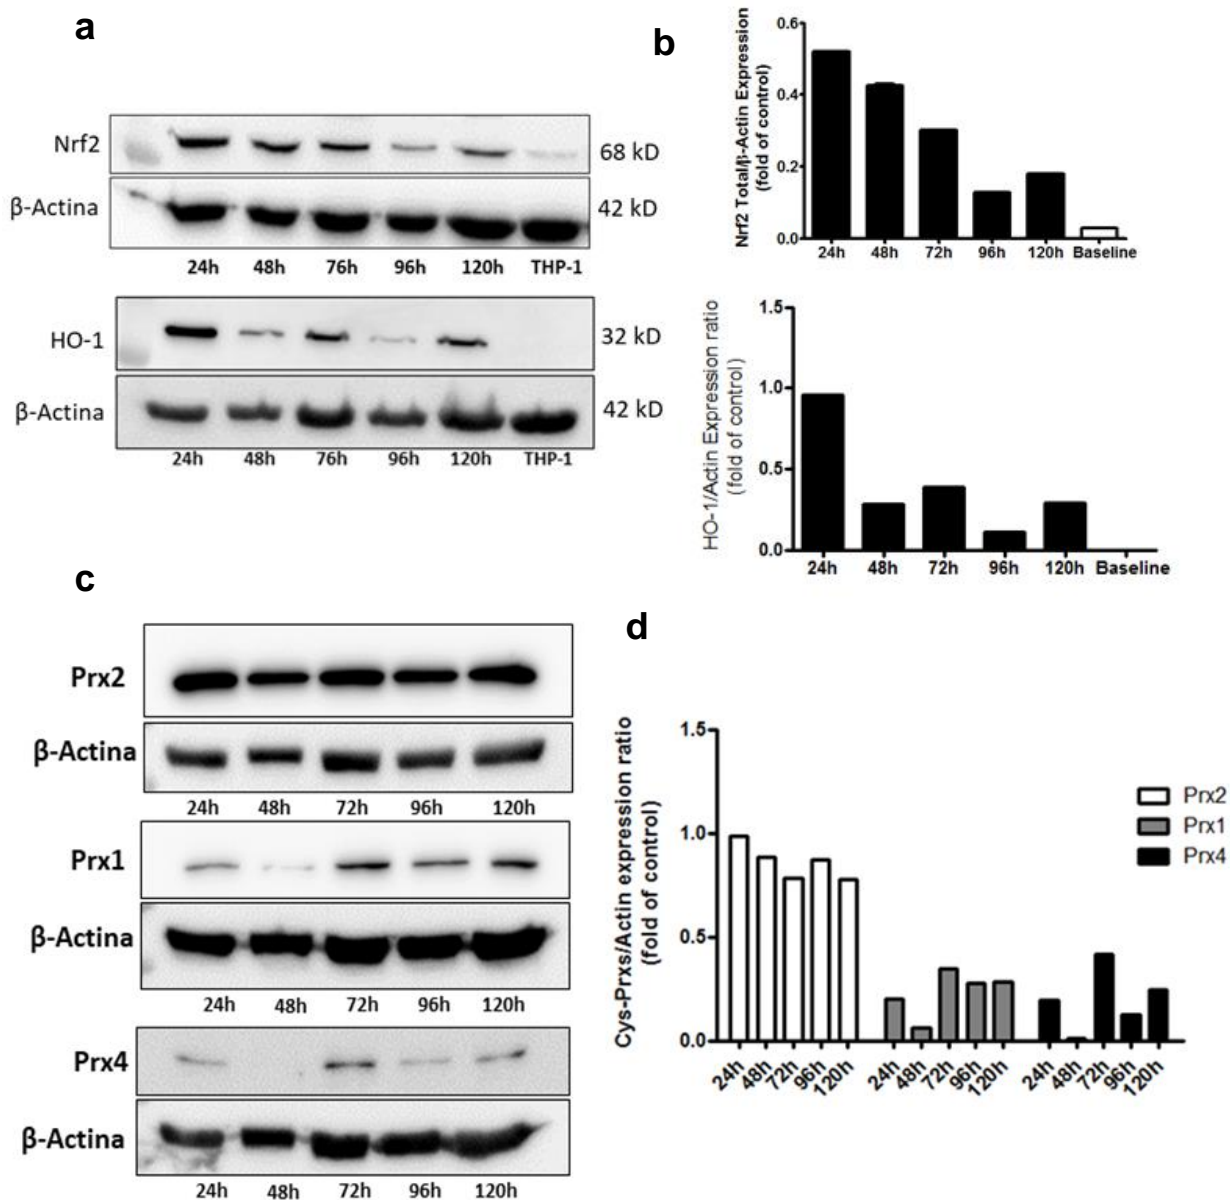 a
Nrf2
68 kD
β-Actina
42 kD
24h 48h 76h 96h 120h THP-1
HO-1
32 kD
β-Actina
42 kD
24h 48h 76h 96h 120h THP-1
b
Nrf2 Total/β-Actin Expression
(fold of control)
0.6
0.4
0.2
0.0
24h 48h 72h 96h 120h Baseline
HO-1/Actin Expression ratio
(fold of control)
1.5
1.0
0.5
0.0
24h 48h 72h 96h 120h Baseline
c
Prx2
β-Actina
24h 48h 72h 96h 120h
Prx1
β-Actina
24h 48h 72h 96h 120h
Prx4
β-Actina
24h 48h 72h 96h 120h
d
Cys-Prxs/Actin expression ratio
(fold of control)
1.5
1.0
0.5
0.0
24h 48h 72h 96h 120h 24h 48h 72h 96h 120h 24h 48h 72h 96h 120h
Prx2
Prx1
Prx4